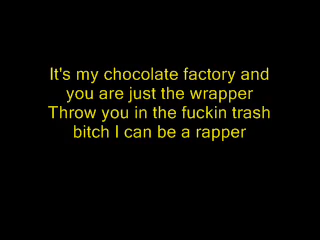 It's my chocolate factory and
you are just the wrapper
Throw you in the fuckin trash
bitch I can be a rapper